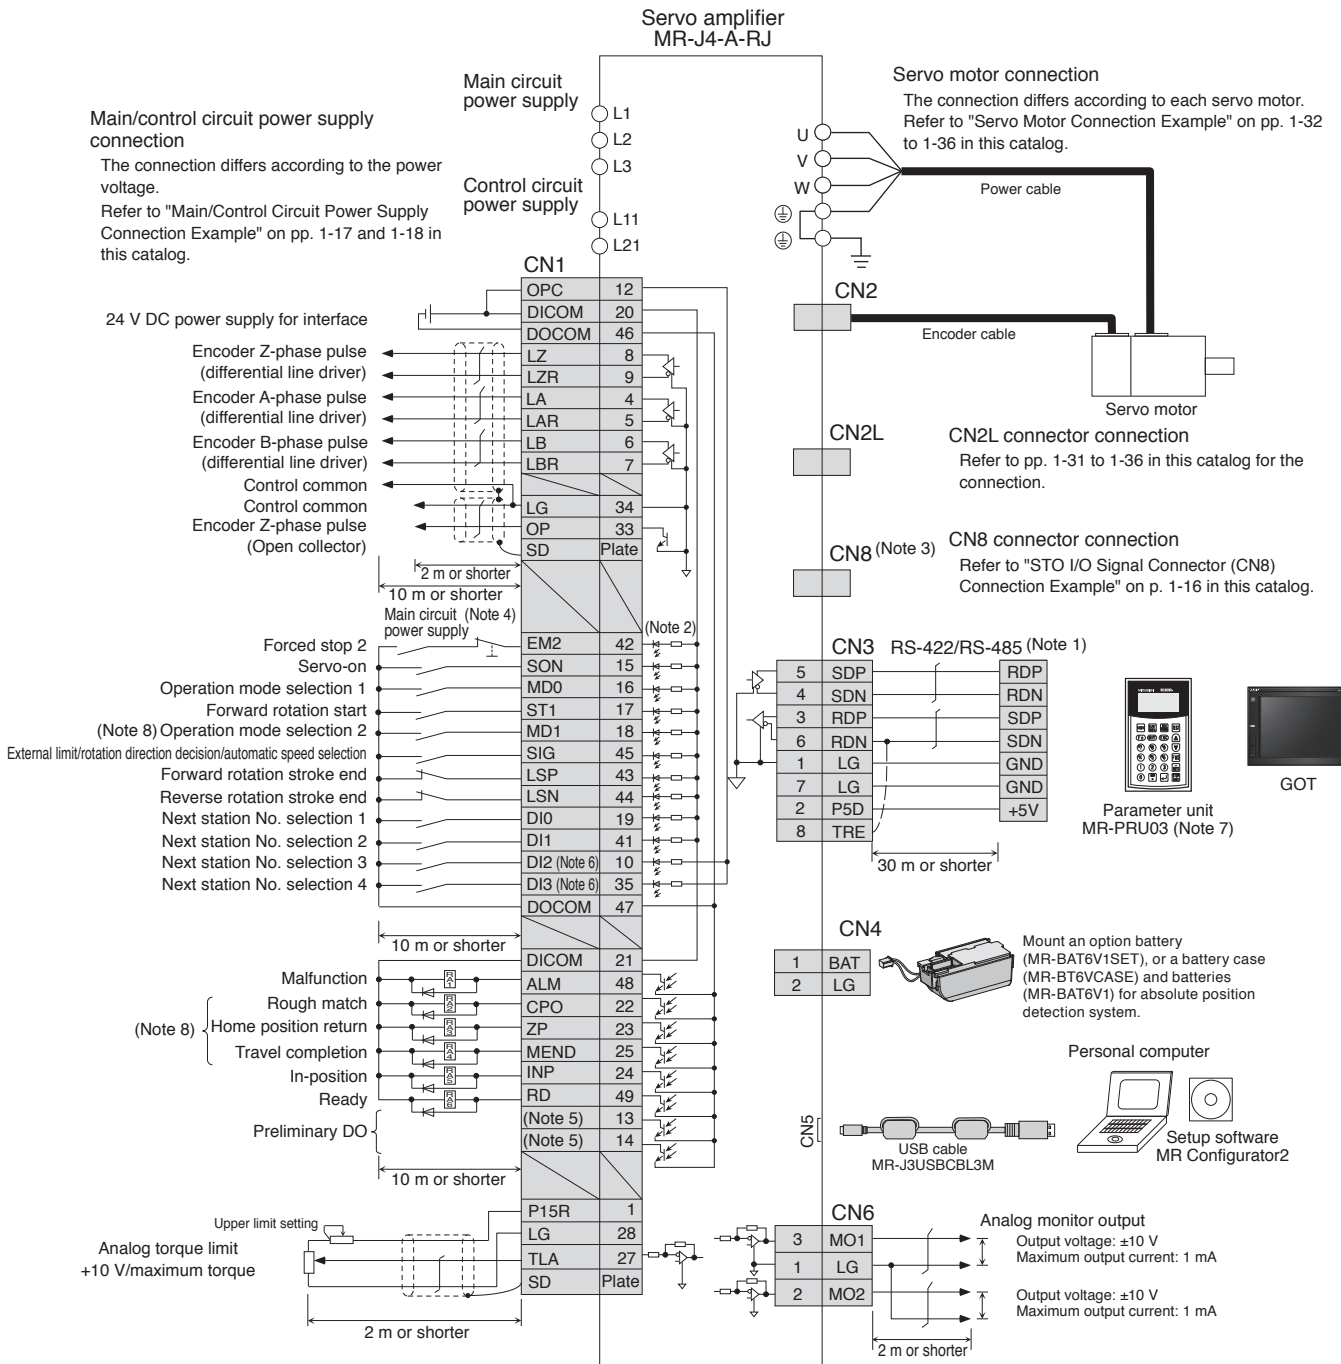 Servo amplifier
MR-J4-A-RJ
Main circuit
power supply
L1
L2
L3
Control circuit
power supply
L11
L21
Main/control circuit power supply
connection
The connection differs according to the power
voltage.
Refer to "Main/Control Circuit Power Supply
Connection Example" on pp. 1-17 and 1-18 in
this catalog.
Servo motor connection
The connection differs according to each servo motor.
Refer to "Servo Motor Connection Example" on pp. 1-32
to 1-36 in this catalog.
U
V
W
Power cable
CN2
Encoder cable
Servo motor
CN2L
CN2L connector connection
Refer to pp. 1-31 to 1-36 in this catalog for the
connection.
CN8 (Note 3)
CN8 connector connection
Refer to "STO I/O Signal Connector (CN8)
Connection Example" on p. 1-16 in this catalog.
CN1
OPC 12
24 V DC power supply for interface DICOM 20
DOCOM 46
Encoder Z-phase pulse LZ 8
(differential line driver) LZR 9
Encoder A-phase pulse LA 4
(differential line driver) LAR 5
Encoder B-phase pulse LB 6
(differential line driver) LBR 7
Control common
Control common LG 34
Encoder Z-phase pulse OP 33
(Open collector) SD Plate
2 m or shorter
10 m or shorter
Main circuit (Note 4)
power supply
(Note 2)
Forced stop 2 EM2 42
Servo-on SON 15
Operation mode selection 1 MD0 16
Forward rotation start ST1 17
(Note 8) Operation mode selection 2 MD1 18
External limit/rotation direction decision/automatic speed selection SIG 45
Forward rotation stroke end LSP 43
Reverse rotation stroke end LSN 44
Next station No. selection 1 DI0 19
Next station No. selection 2 DI1 41
Next station No. selection 3 DI2 (Note 6) 10
Next station No. selection 4 DI3 (Note 6) 35
DOCOM 47
10 m or shorter
DICOM 21
Malfunction RA1 ALM 48
Rough match RA2 CPO 22
(Note 8) Home position return RA3 ZP 23
Travel completion RA4 MEND 25
In-position RA5 INP 24
Ready RA6 RD 49
(Note 5) 13
Preliminary DO
(Note 5) 14
10 m or shorter
P15R 1
Upper limit setting
LG 28
Analog torque limit
+10 V/maximum torque
TLA 27
SD Plate
2 m or shorter
CN3 RS-422/RS-485 (Note 1)
5 SDP RDP
4 SDN RDN
3 RDP SDP
6 RDN SDN
1 LG GND
7 LG GND
2 P5D +5V
8 TRE
30 m or shorter
Parameter unit
MR-PRU03 (Note 7)
GOT
CN4
1 BAT
2 LG
Mount an option battery
(MR-BAT6V1SET), or a battery case
(MR-BT6VCASE) and batteries
(MR-BAT6V1) for absolute position
detection system.
Personal computer
CN5
USB cable
MR-J3USBCBL3M
Setup software
MR Configurator2
CN6
3 MO1
1 LG
2 MO2
Analog monitor output
Output voltage: ±10 V
Maximum output current: 1 mA
Output voltage: ±10 V
Maximum output current: 1 mA
2 m or shorter